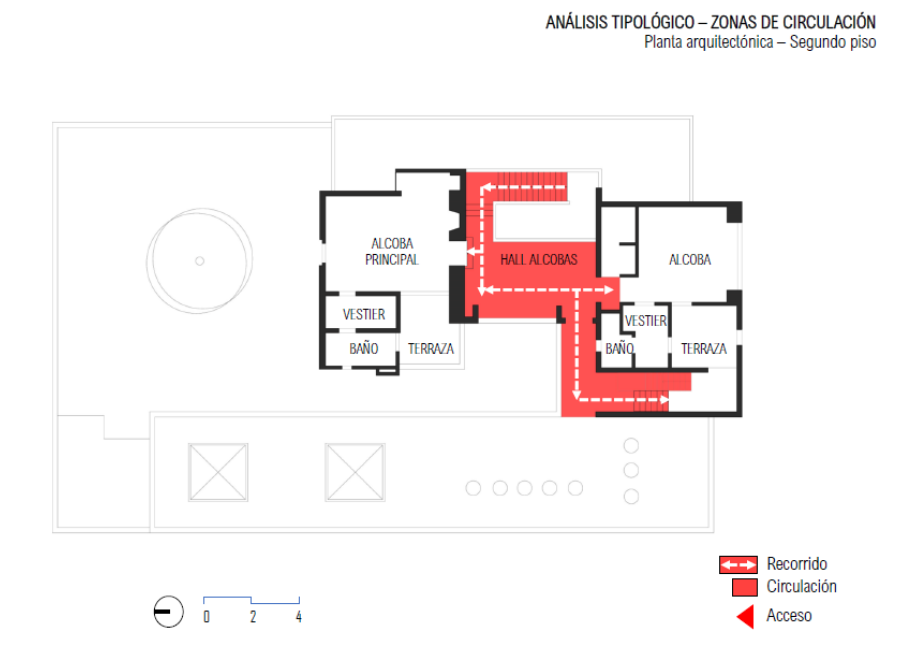 ANÁLISIS TIPOLÓGICO – ZONAS DE CIRCULACIÓN
Planta arquitectónica – Segundo piso
ALCOBA
PRINCIPAL
HALL ALCOBAS
ALCOBA
VESTIER
VESTIER
BAÑO
TERRAZA
BAÑO
TERRAZA
Recorrido
Circulación
Acceso
0 2 4